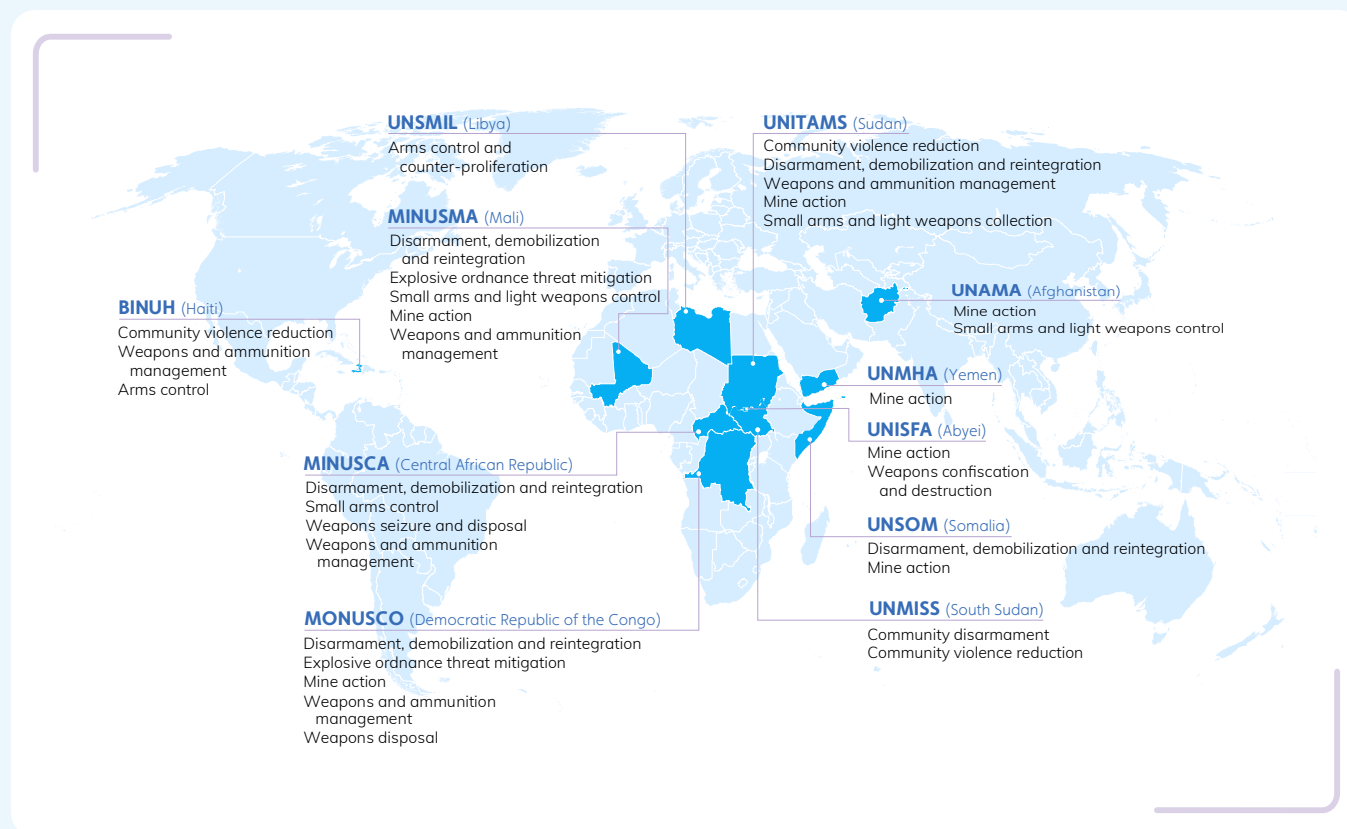 UNSMIL (Libya)
Arms control and
counter-proliferation
MINUSMA (Mali)
Disarmament, demobilization
and reintegration
Explosive ordnance threat mitigation
Small arms and light weapons control
Mine action
Weapons and ammunition
management
BINUH (Haiti)
Community violence reduction
Weapons and ammunition
management
Arms control
MINUSCA (Central African Republic)
Disarmament, demobilization and reintegration
Small arms control
Weapons seizure and disposal
Weapons and ammunition
management
MONUSCO (Democratic Republic of the Congo)
Disarmament, demobilization and reintegration
Explosive ordnance threat mitigation
Mine action
Weapons and ammunition
management
Weapons disposal
UNITAMS (Sudan)
Community violence reduction
Disarmament, demobilization and reintegration
Weapons and ammunition management
Mine action
Small arms and light weapons collection
UNAMA (Afghanistan)
Mine action
Small arms and light weapons control
UNMHA (Yemen)
Mine action
UNISFA (Abyei)
Mine action
Weapons confiscation
and destruction
UNSOM (Somalia)
Disarmament, demobilization and reintegration
Mine action
UNMISS (South Sudan)
Community disarmament
Community violence reduction